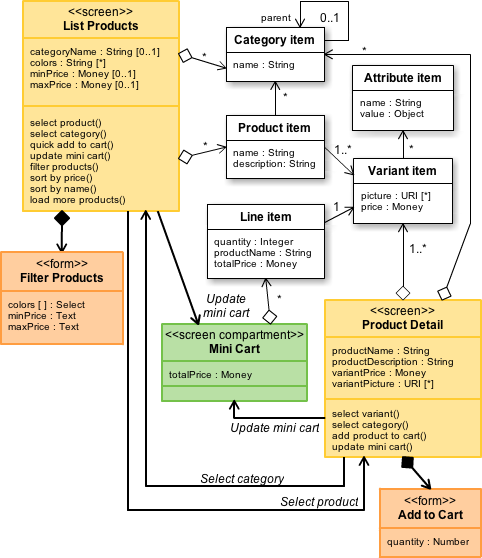 <<screen>>
List Products
categoryName : String [0..1]
colors : String [*]
minPrice : Money [0..1]
maxPrice : Money [0..1]
select product()
select category()
quick add to cart()
update mini cart()
filter products()
sort by price()
sort by name()
load more products()
parent
0..1
Category item
name : String
*
*
*
Attribute item
name : String
value : Object
Product item
name : String
description: String
*
1..*
*
Variant item
picture : URI [*]
price : Money
Line item
quantity : Integer
productName : String
totalPrice : Money
1
1..*
<<form>>
Filter Products
colors [ ] : Select
minPrice : Text
maxPrice : Text
Update
mini cart
*
<<screen compartment>>
Mini Cart
totalPrice : Money
<<screen>>
Product Detail
productName : String
productDescription : String
variantPrice : Money
variantPicture : URI [*]
select variant()
select category()
add product to cart()
update mini cart()
Update mini cart
Select category
Select product
<<form>>
Add to Cart
quantity : Number